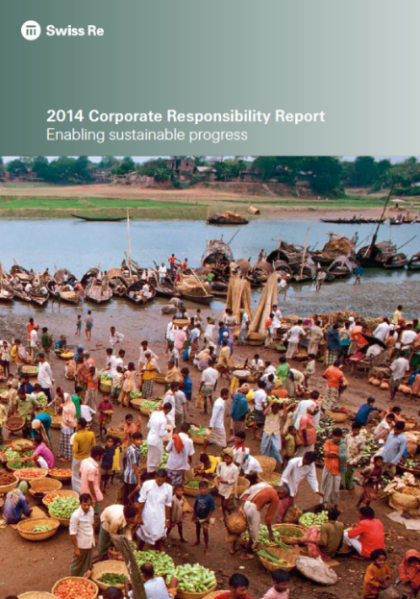 Swiss Re
2014 Corporate Responsibility Report
Enabling sustainable progress